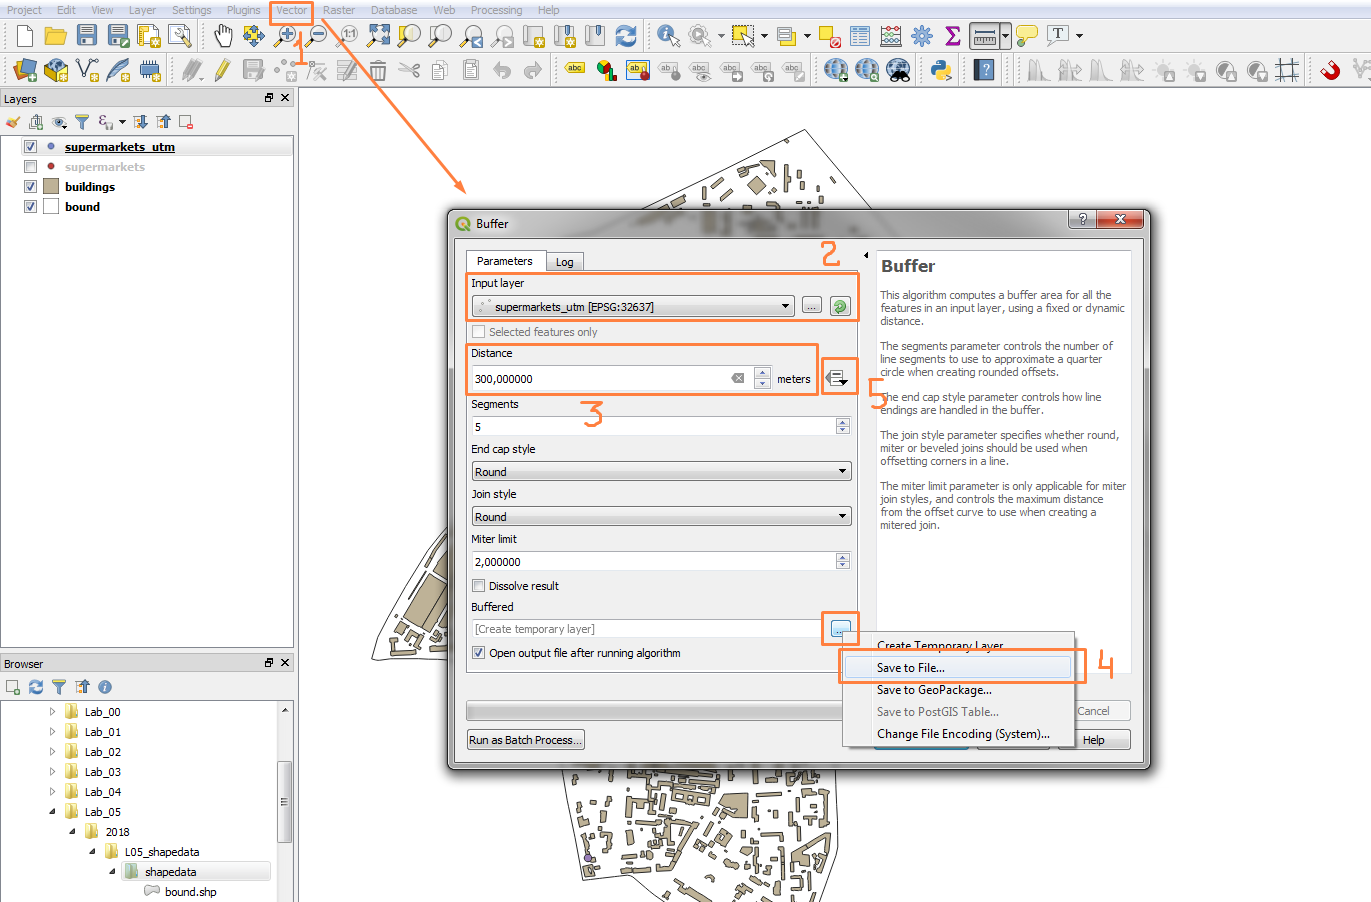 Project Edit View Layer Settings Plugins Vector Raster Database Web Processing Help
1
Layers
supermarkets_utm
supermarkets
buildings
bound
Browser
Lab_00
Lab_01
Lab_02
Lab_03
Lab_04
Lab_05
2018
L05_shapedata
shapedata
bound.shp
Buffer
Parameters Log
2
Input layer
supermarkets_utm [EPSG:32637]
...
Selected features only
Distance
300,000000 meters
5
3
Segments
5
End cap style
Round
Join style
Round
Miter limit
2,000000
Dissolve result
Buffered
[Create temporary layer]
...
Open output file after running algorithm
Create Temporary Layer
Save to File...
4
Save to GeoPackage...
Save to PostGIS Table...
Change File Encoding (System)...
Run as Batch Process...
Cancel
Help
Buffer
This algorithm computes a buffer area for all the
features in an input layer, using a fixed or dynamic
distance.
The segments parameter controls the number of
line segments to use to approximate a quarter
circle when creating rounded offsets.
The end cap style parameter controls how line
endings are handled in the buffer.
The join style parameter specifies whether round,
miter or beveled joins should be used when
offsetting corners in a line.
The miter limit parameter is only applicable for miter
join styles, and controls the maximum distance
from the offset curve to use when creating a
mitered join.